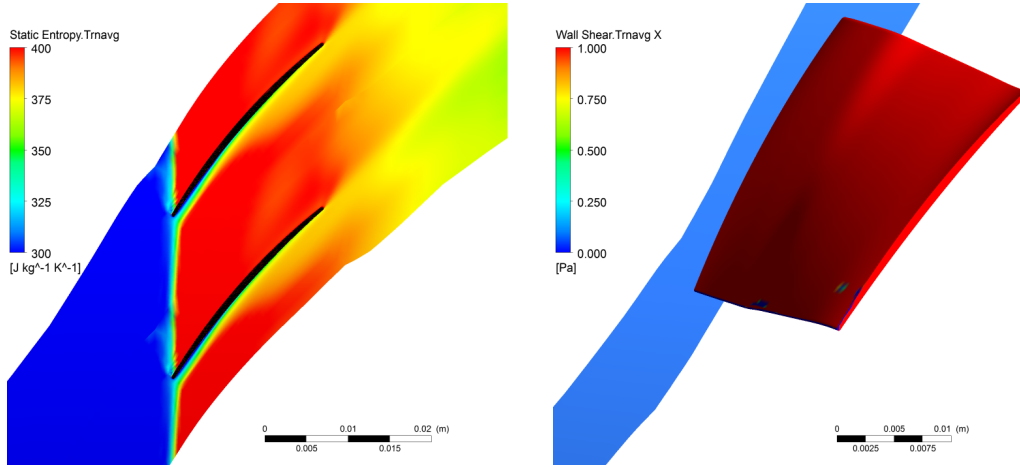 Static Entropy.Trnavg
400
375
350
325
300
[J kg^-1 K^-1]
0 0.01 0.02 (m)
0.005 0.015
Wall Shear.Trnavg X
1.000
0.750
0.500
0.250
0.000
[Pa]
0 0.005 0.01 (m)
0.0025 0.0075